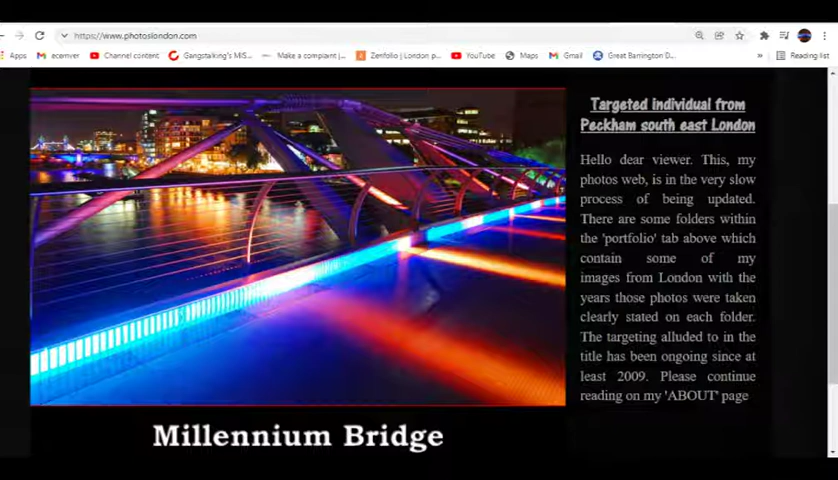 https://www.photoslondon.com
Apps
ecemver
Channel content
Gangstalking's MIS...
Make a complaint j...
Zenfolio | London p...
YouTube
Maps
Gmail
Great Barrington D...
»
Reading list
Targeted individual from
Peckham south east London
Hello dear viewer. This, my
photos web, is in the very slow
process of being updated.
There are some folders within
the 'portfolio' tab above which
contain some of my
images from London with the
years those photos were taken
clearly stated on each folder.
The targeting alluded to in the
title has been ongoing since at
least 2009. Please continue
reading on my 'ABOUT' page
Millennium Bridge